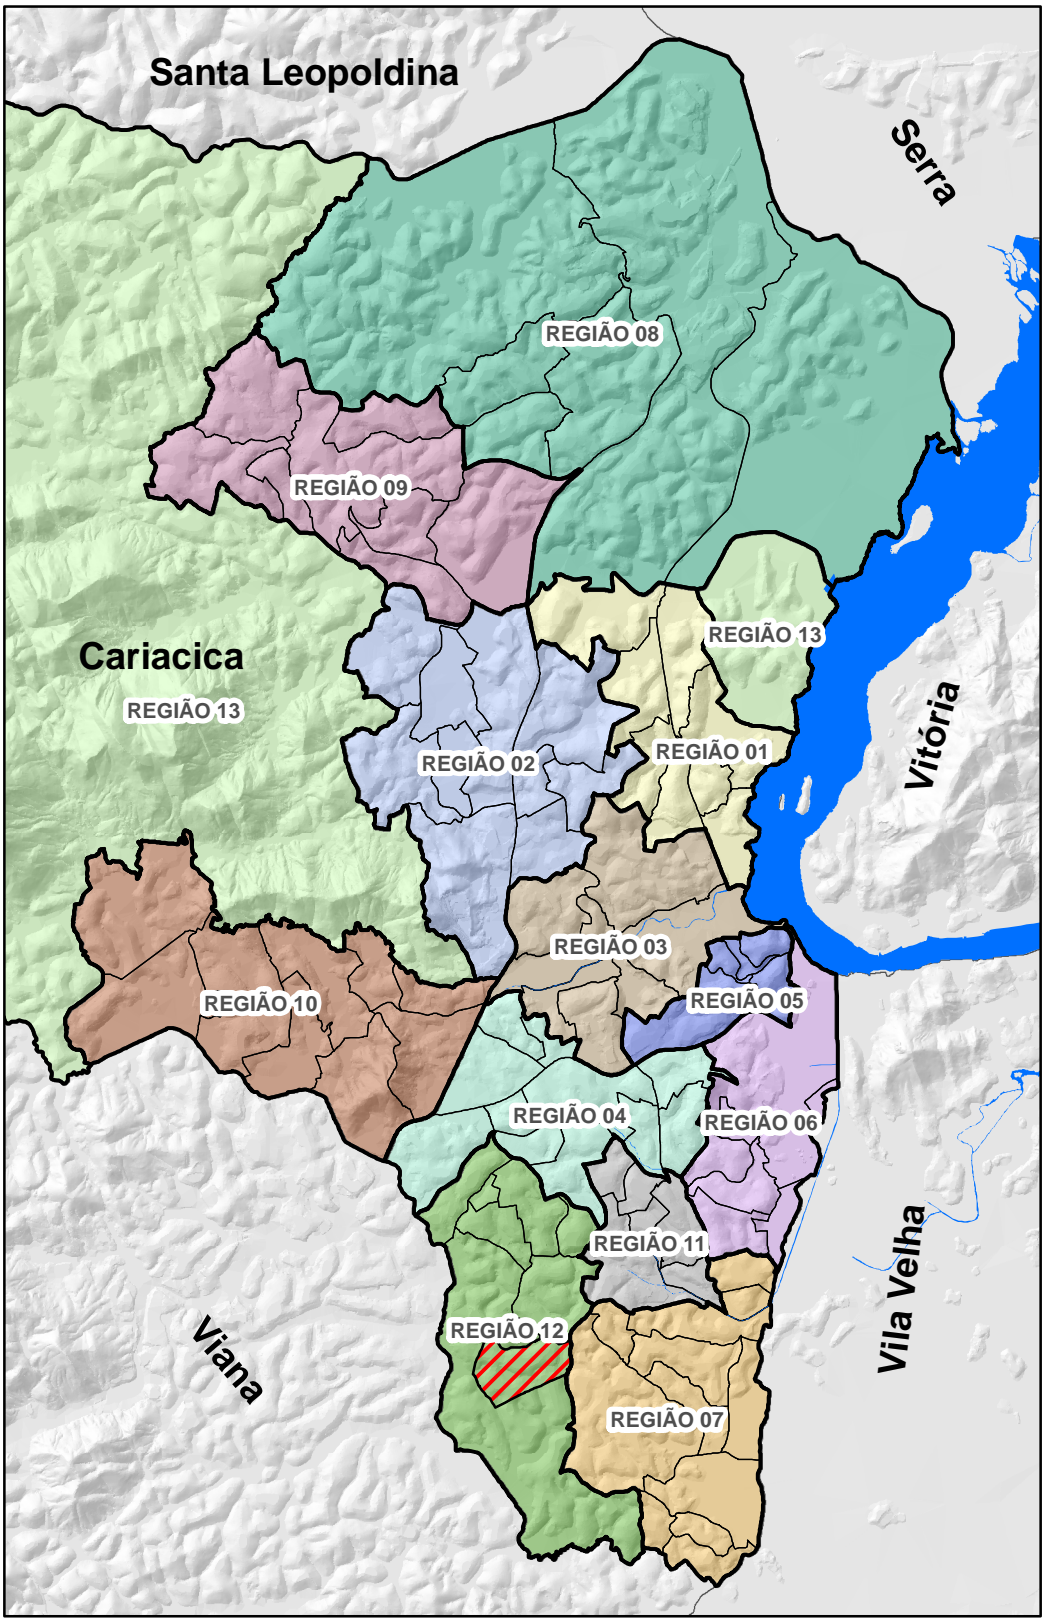 Santa Leopoldina
Serra
REGIÃO 08
REGIÃO 09
REGIÃO 13
Cariacica
REGIÃO 13
Vitória
REGIÃO 01
REGIÃO 02
REGIÃO 03
REGIÃO 05
REGIÃO 10
REGIÃO 04
REGIÃO 06
REGIÃO 11
Vila Velha
REGIÃO 12
Viana
REGIÃO 07